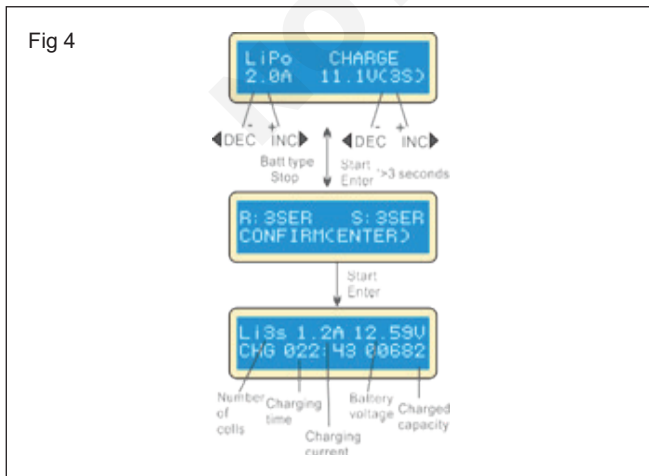 Fig 4
LiPo CHARGE
2.0A 11.1V(3S)
- + - +
◀DEC INC▶ ◀DEC INC▶
Batt type Start
Stop Enter >3 seconds
R:3SER S:3SER
CONFIRM(ENTER)
Start
Enter
Li3s 1.2A 12.59V
CHG 022:43 00682
Number of cells
Charging time
Charging current
Battery voltage
Charged capacity